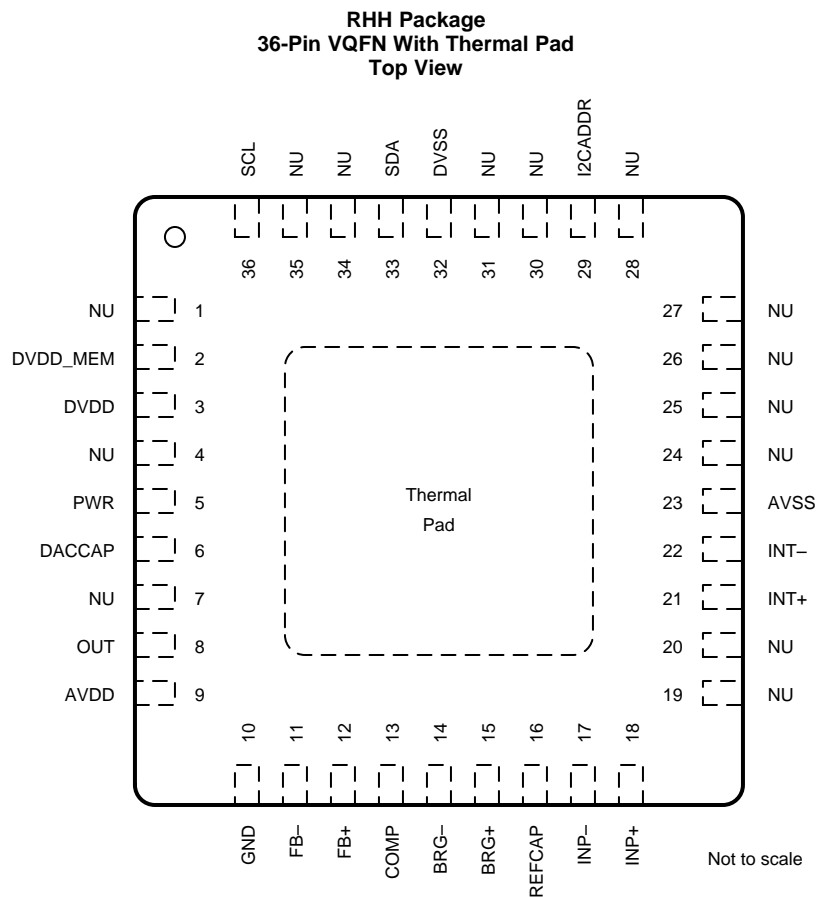 RHH Package
36-Pin VQFN With Thermal Pad
Top View
SCL
NU
NU
SDA
DVSS
NU
NU
I2CADDR
NU
36
35
34
33
32
31
30
29
28
NU 1
DVDD_MEM 2
DVDD 3
NU 4
PWR 5
DACCAP 6
NU 7
OUT 8
AVDD 9
Thermal
Pad
27 NU
26 NU
25 NU
24 NU
23 AVSS
22 INT–
21 INT+
20 NU
19 NU
10
11
12
13
14
15
16
17
18
GND
FB–
FB+
COMP
BRG–
BRG+
REFCAP
INP–
INP+
Not to scale